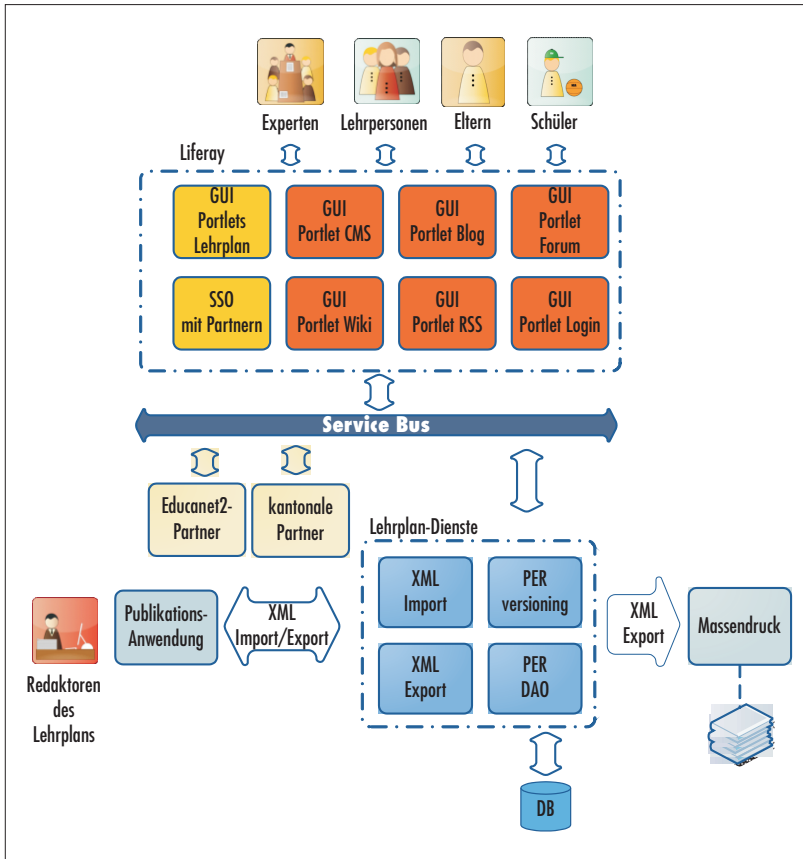 Experten
Lehrpersonen
Eltern
Schüler
Liferay
GUI
Portlets
Lehrplan
GUI
Portlet CMS
GUI
Portlet Blog
GUI
Portlet
Forum
SSO
mit Partnern
GUI
Portlet Wiki
GUI
Portlet RSS
GUI
Portlet Login
Service Bus
Educanet2-
Partner
kantonale
Partner
Lehrplan-Dienste
XML
Import
PER
versioning
XML
Export
PER
DAO
Redaktoren
des
Lehrplans
Publikations-
Anwendung
XML
Import/Export
XML
Export
Massendruck
DB